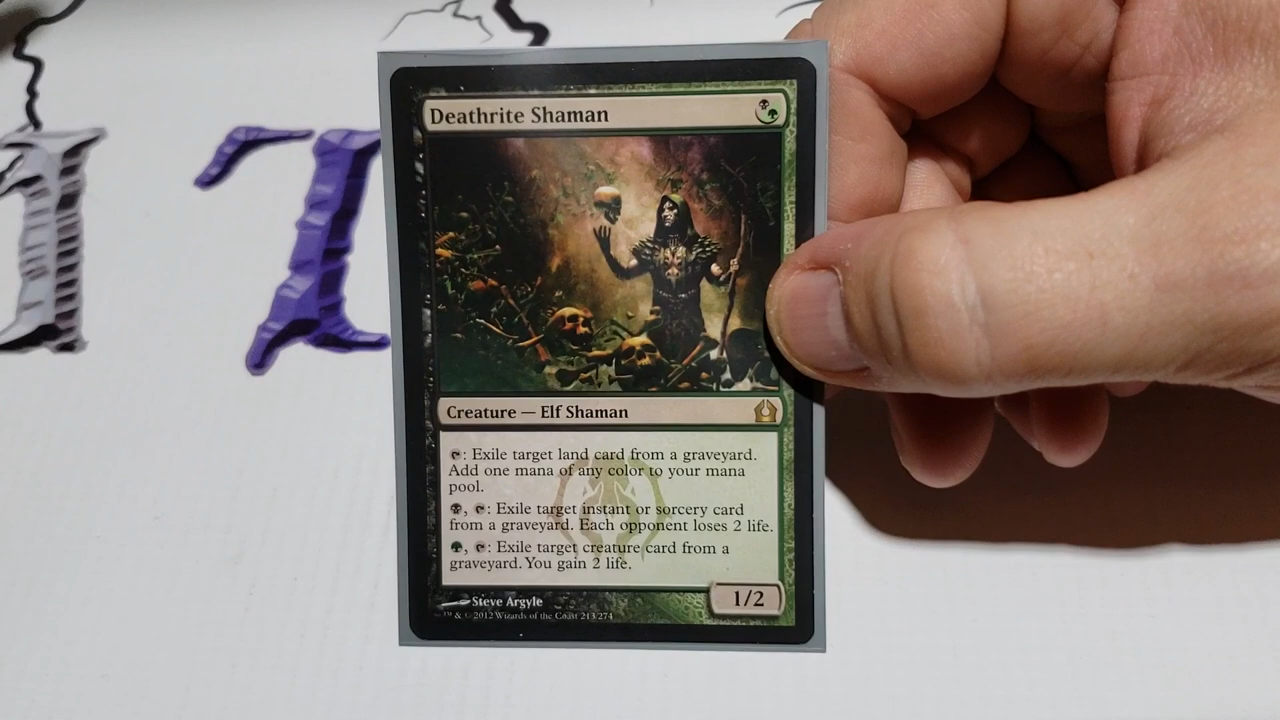 Deathrite Shaman
T
Creature — Elf Shaman
: Exile target land card from a graveyard.
Add one mana of any color to your mana
pool.
, : Exile target instant or sorcery card
from a graveyard. Each opponent loses 2 life.
, : Exile target creature card from a
graveyard. You gain 2 life.
1/2
Steve Argyle
™ & © 2012 Wizards of the Coast 213/274